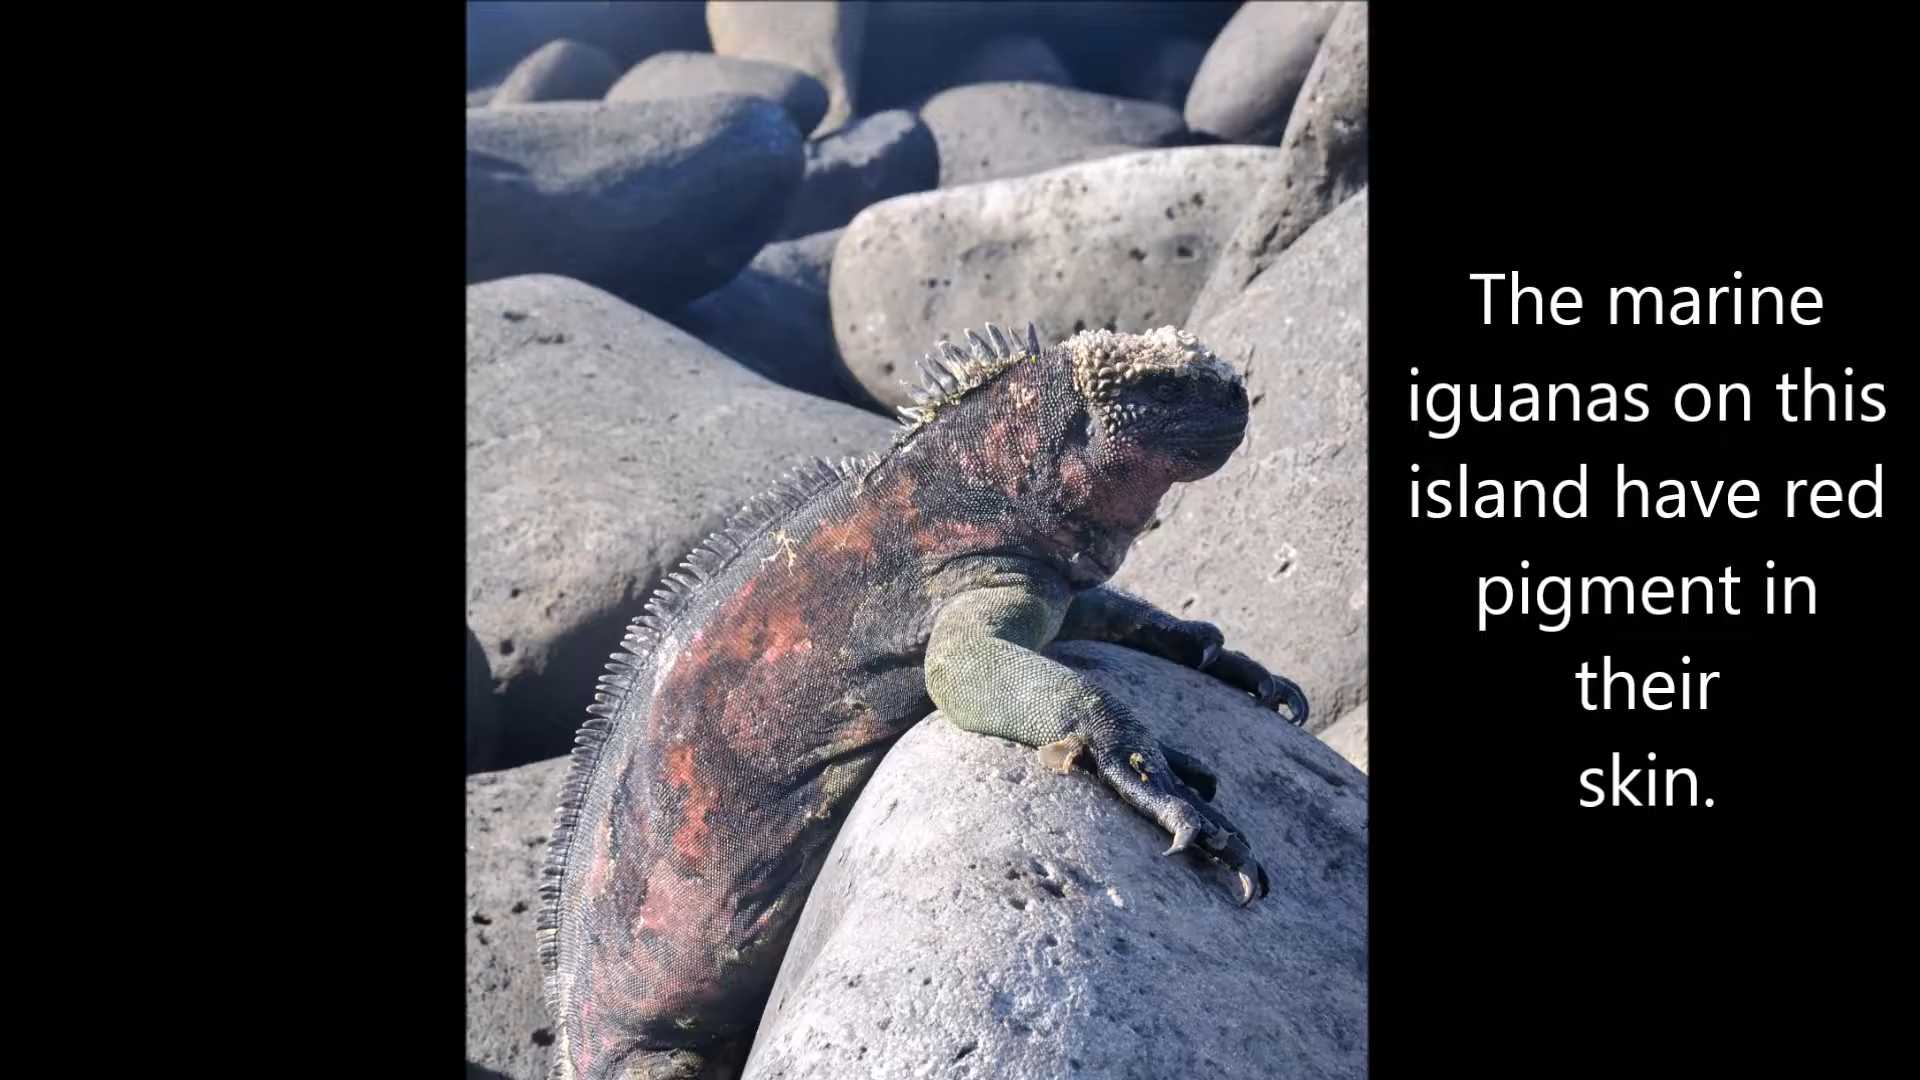 The marine
iguanas on this
island have red
pigment in
their
skin.